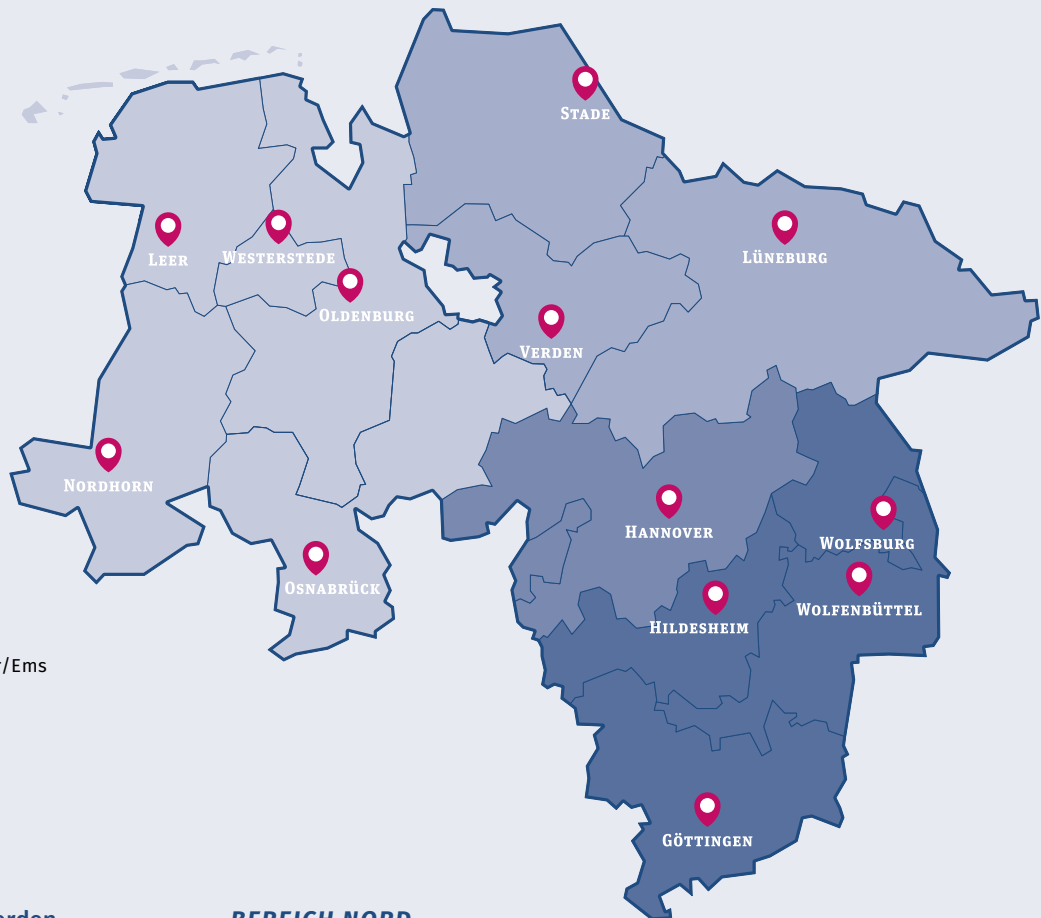 STADE
LEER
WESTERSTEDE
LÜNEBURG
OLDENBURG
VERDEN
NORDHORN
HANNOVER
WOLFSBURG
OSNABRÜCK
WOLFENBÜTTEL
HILDESHEIM
/Ems
GÖTTINGEN
BEREICH NORD